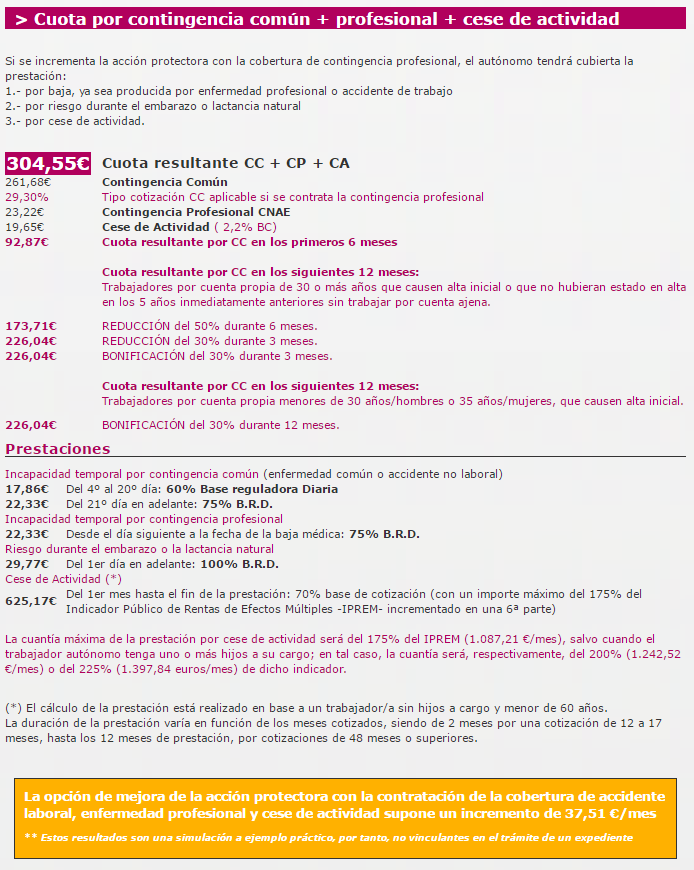 > Cuota por contingencia común + profesional + cese de actividad
Si se incrementa la acción protectora con la cobertura de contingencia profesional, el autónomo tendrá cubierta la
prestación:
1.- por baja, ya sea producida por enfermedad profesional o accidente de trabajo
2.- por riesgo durante el embarazo o lactancia natural
3.- por cese de actividad.
304,55€ Cuota resultante CC + CP + CA
261,68€ Contingencia Común
29,30% Tipo cotización CC aplicable si se contrata la contingencia profesional
23,22€ Contingencia Profesional CNAE
19,65€ Cese de Actividad ( 2,2% BC)
92,87€ Cuota resultante por CC en los primeros 6 meses
Cuota resultante por CC en los siguientes 12 meses:
Trabajadores por cuenta propia de 30 o más años que causen alta inicial o que no hubieran estado en alta
en los 5 años inmediatamente anteriores sin trabajar por cuenta ajena.
173,71€ REDUCCIÓN del 50% durante 6 meses.
226,04€ REDUCCIÓN del 30% durante 3 meses.
226,04€ BONIFICACIÓN del 30% durante 3 meses.
Cuota resultante por CC en los siguientes 12 meses:
Trabajadores por cuenta propia menores de 30 años/hombres o 35 años/mujeres, que causen alta inicial.
226,04€ BONIFICACIÓN del 30% durante 12 meses.
Prestaciones
Incapacidad temporal por contingencia común (enfermedad común o accidente no laboral)
17,86€ Del 4º al 20º día: 60% Base reguladora Diaria
22,33€ Del 21º día en adelante: 75% B.R.D.
Incapacidad temporal por contingencia profesional
22,33€ Desde el día siguiente a la fecha de la baja médica: 75% B.R.D.
Riesgo durante el embarazo o la lactancia natural
29,77€ Del 1er día en adelante: 100% B.R.D.
Cese de Actividad (*)
625,17€ Del 1er mes hasta el fin de la prestación: 70% base de cotización (con un importe máximo del 175% del
Indicador Público de Rentas de Efectos Múltiples -IPREM- incrementado en una 6ª parte)
La cuantía máxima de la prestación por cese de actividad será del 175% del IPREM (1.087,21 €/mes), salvo cuando el
trabajador autónomo tenga uno o más hijos a su cargo; en tal caso, la cuantía será, respectivamente, del 200% (1.242,52
€/mes) o del 225% (1.397,84 euros/mes) de dicho indicador.
(*) El cálculo de la prestación está realizado en base a un trabajador/a sin hijos a cargo y menor de 60 años.
La duración de la prestación varía en función de los meses cotizados, siendo de 2 meses por una cotización de 12 a 17
meses, hasta los 12 meses de prestación, por cotizaciones de 48 meses o superiores.
La opción de mejora de la acción protectora con la contratación de la cobertura de accidente
laboral, enfermedad profesional y cese de actividad supone un incremento de 37,51 €/mes
** Estos resultados son una simulación a ejemplo práctico, por tanto, no vinculantes en el trámite de un expediente